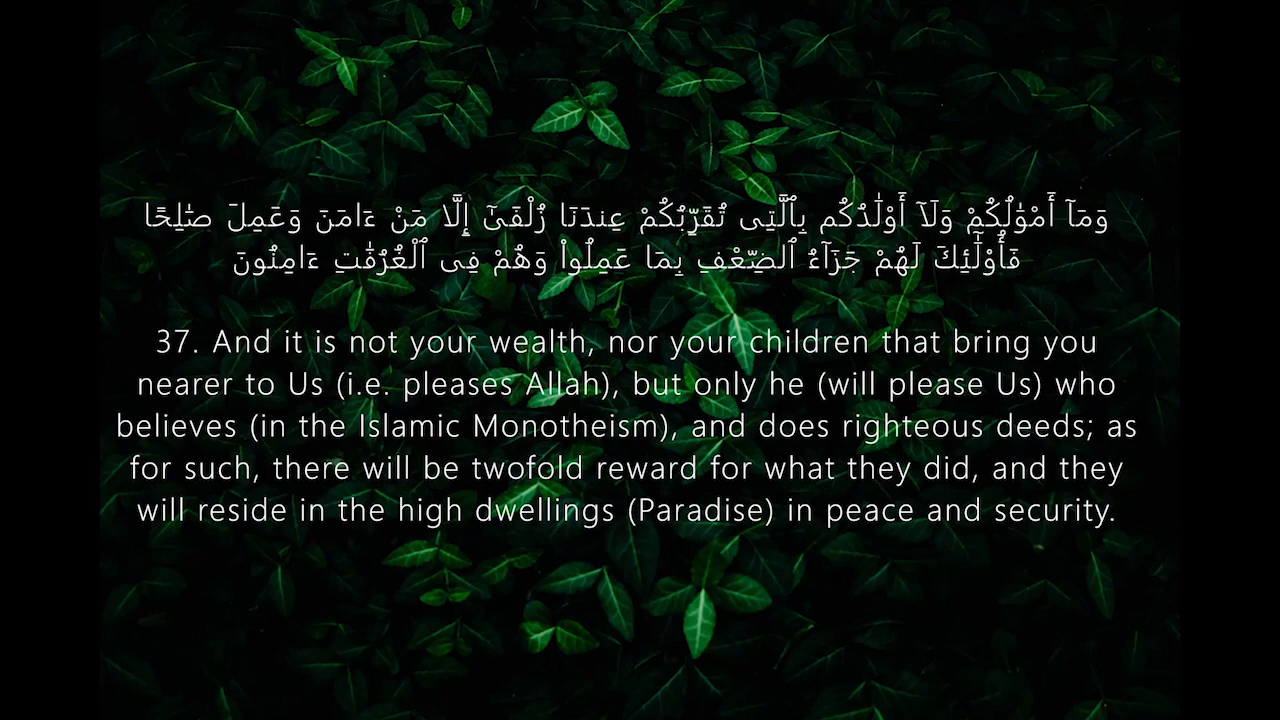 وَمَآ أَمْوَٰلُكُمْ وَلَآ أَوْلَٰدُكُم بِٱلَّتِى تُقَرِّبُكُمْ عِندَنَا زُلْفَىٰٓ إِلَّا مَنْ ءَامَنَ وَعَمِلَ صَٰلِحًا
فَأُو۟لَٰٓئِكَ لَهُمْ جَزَآءُ ٱلضِّعْفِ بِمَا عَمِلُوا۟ وَهُمْ فِى ٱلْغُرُفَٰتِ ءَامِنُونَ
37. And it is not your wealth, nor your children that bring you
nearer to Us (i.e. pleases Allah), but only he (will please Us) who
believes (in the Islamic Monotheism), and does righteous deeds; as
for such, there will be twofold reward for what they did, and they
will reside in the high dwellings (Paradise) in peace and security.